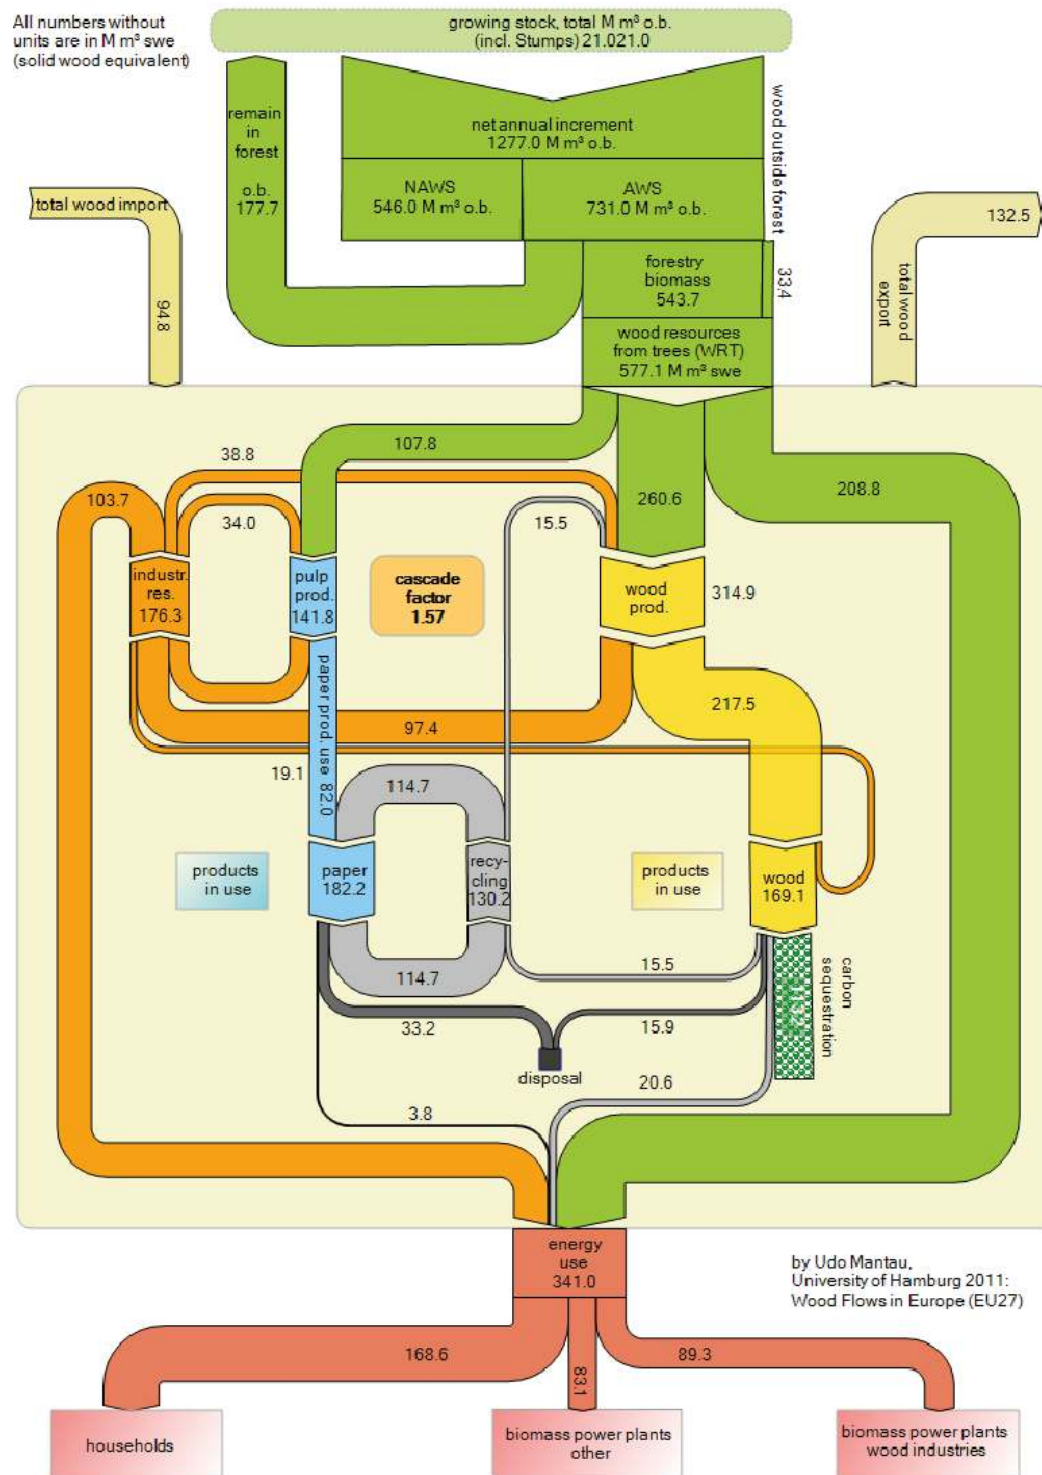 All numbers without
units are in M m³ swe
(solid wood equivalent)
growing stock, total M m³ o.b.
(incl. Stumps) 21.021.0
remain
in
forest
o.b.
177.7
net annual increment
1277.0 M m³ o.b.
NAWS
546.0 M m³ o.b.
AWS
731.0 M m³ o.b.
wood outside forest
33.4
total wood import
94.8
132.5
total wood
export
forestry
biomass
543.7
wood resources
from trees (WRT)
577.1 M m³ swe
107.8
38.8
103.7
34.0
15.5
260.6
208.8
industr.
res.
176.3
pulp
prod.
141.8
cascade
factor
1.57
wood
prod.
314.9
paper prod. use 82.0
97.4
217.5
19.1
114.7
products
in use
paper
182.2
recy-
cling
130.2
products
in use
wood
169.1
114.7
15.5
carbon
sequestration
33.2
15.9
disposal
20.6
3.8
energy
use
341.0
by Udo Mantau,
University of Hamburg 2011:
Wood Flows in Europe (EU27)
168.6
83.1
89.3
households
biomass power plants
other
biomass power plants
wood industries